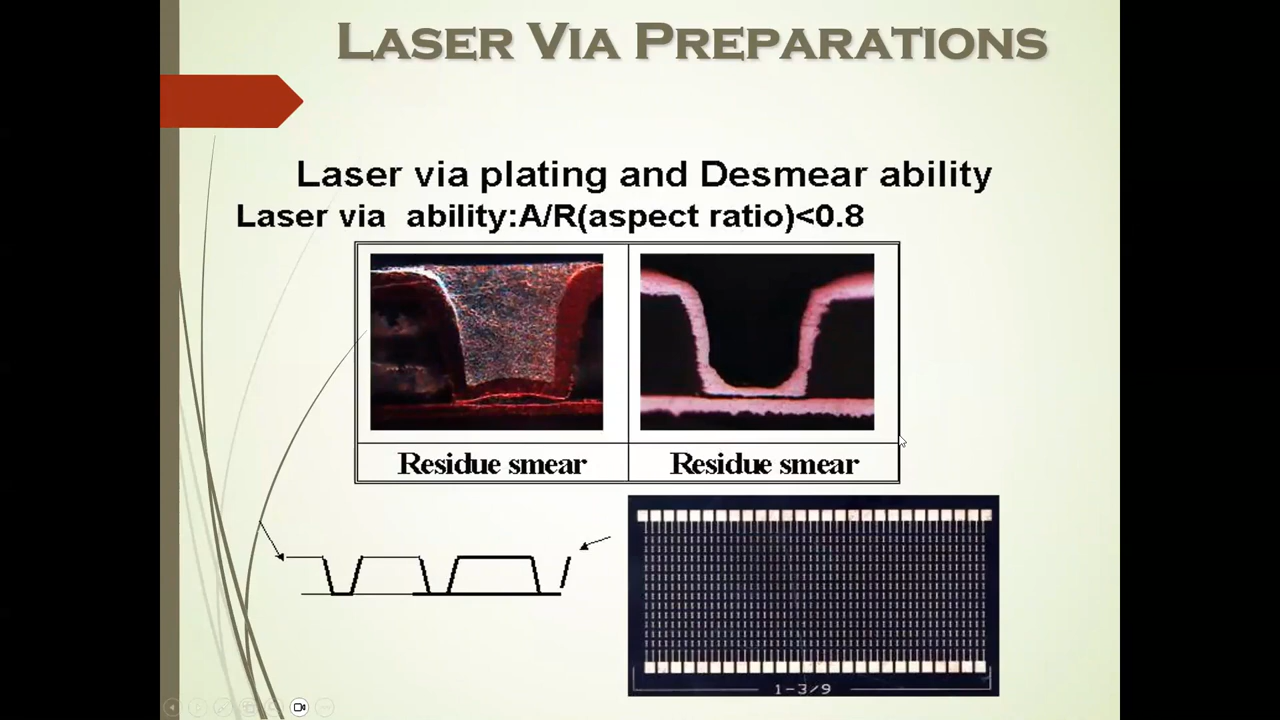 LASER VIA PREPARATIONS
Laser via plating and Desmear ability
Laser via ability:A/R(aspect ratio)<0.8
Residue smear
Residue smear
1-3/9